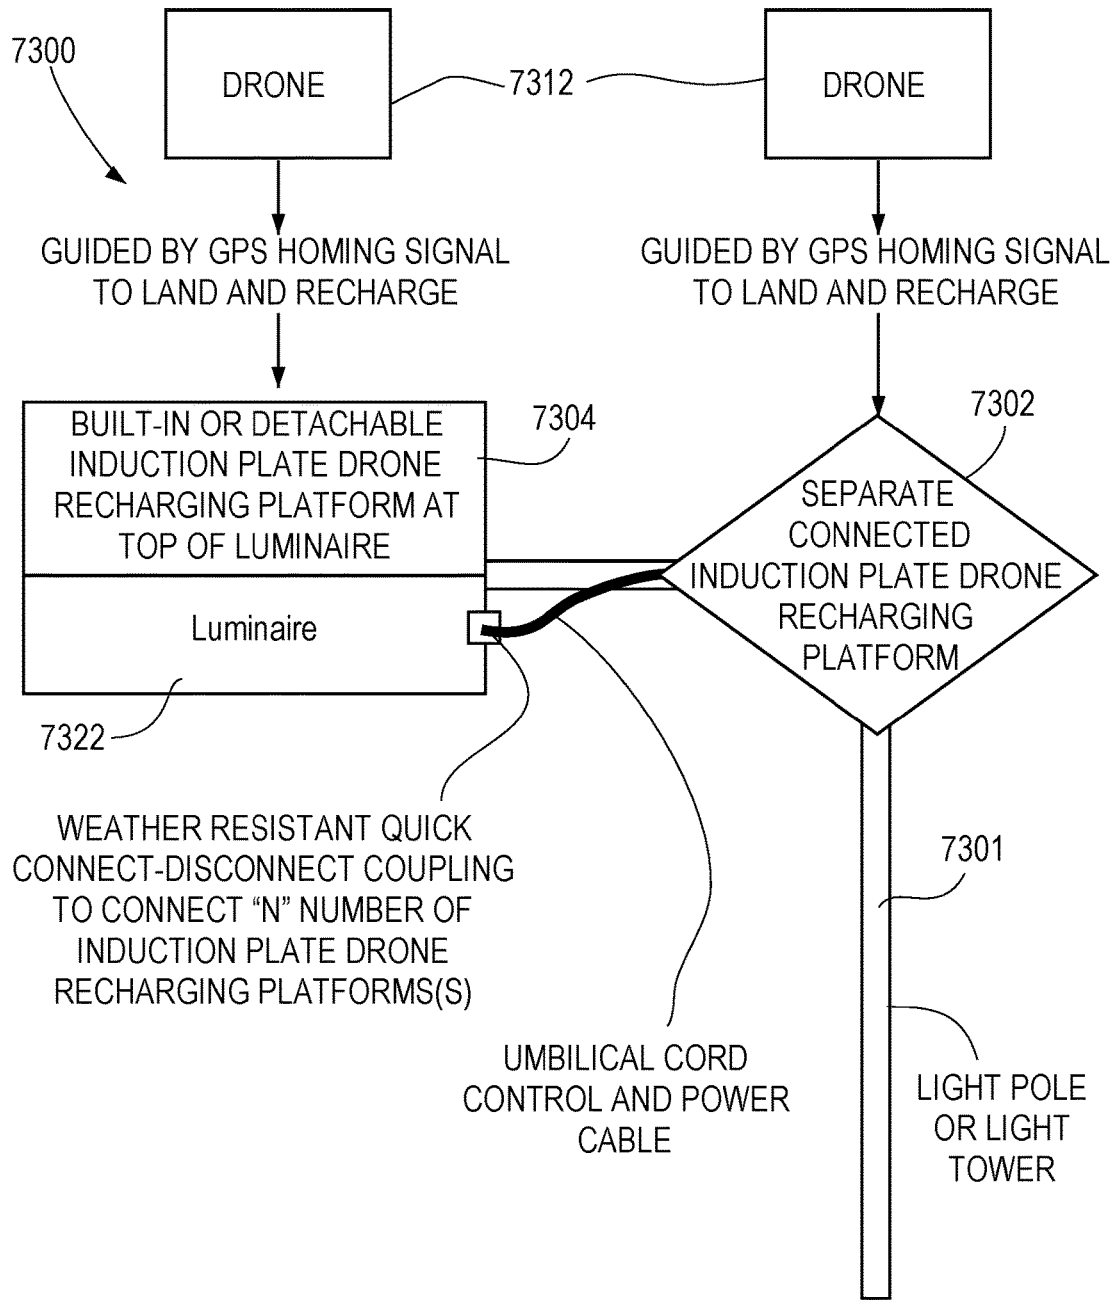 7300
DRONE
7312
DRONE
GUIDED BY GPS HOMING SIGNAL
TO LAND AND RECHARGE
GUIDED BY GPS HOMING SIGNAL
TO LAND AND RECHARGE
BUILT-IN OR DETACHABLE
INDUCTION PLATE DRONE
RECHARGING PLATFORM AT
TOP OF LUMINAIRE
7304
7302
SEPARATE
CONNECTED
INDUCTION PLATE DRONE
RECHARGING
PLATFORM
Luminaire
7322
WEATHER RESISTANT QUICK
CONNECT-DISCONNECT COUPLING
TO CONNECT “N” NUMBER OF
INDUCTION PLATE DRONE
RECHARGING PLATFORMS(S)
7301
UMBILICAL CORD
CONTROL AND POWER
CABLE
LIGHT POLE
OR LIGHT
TOWER